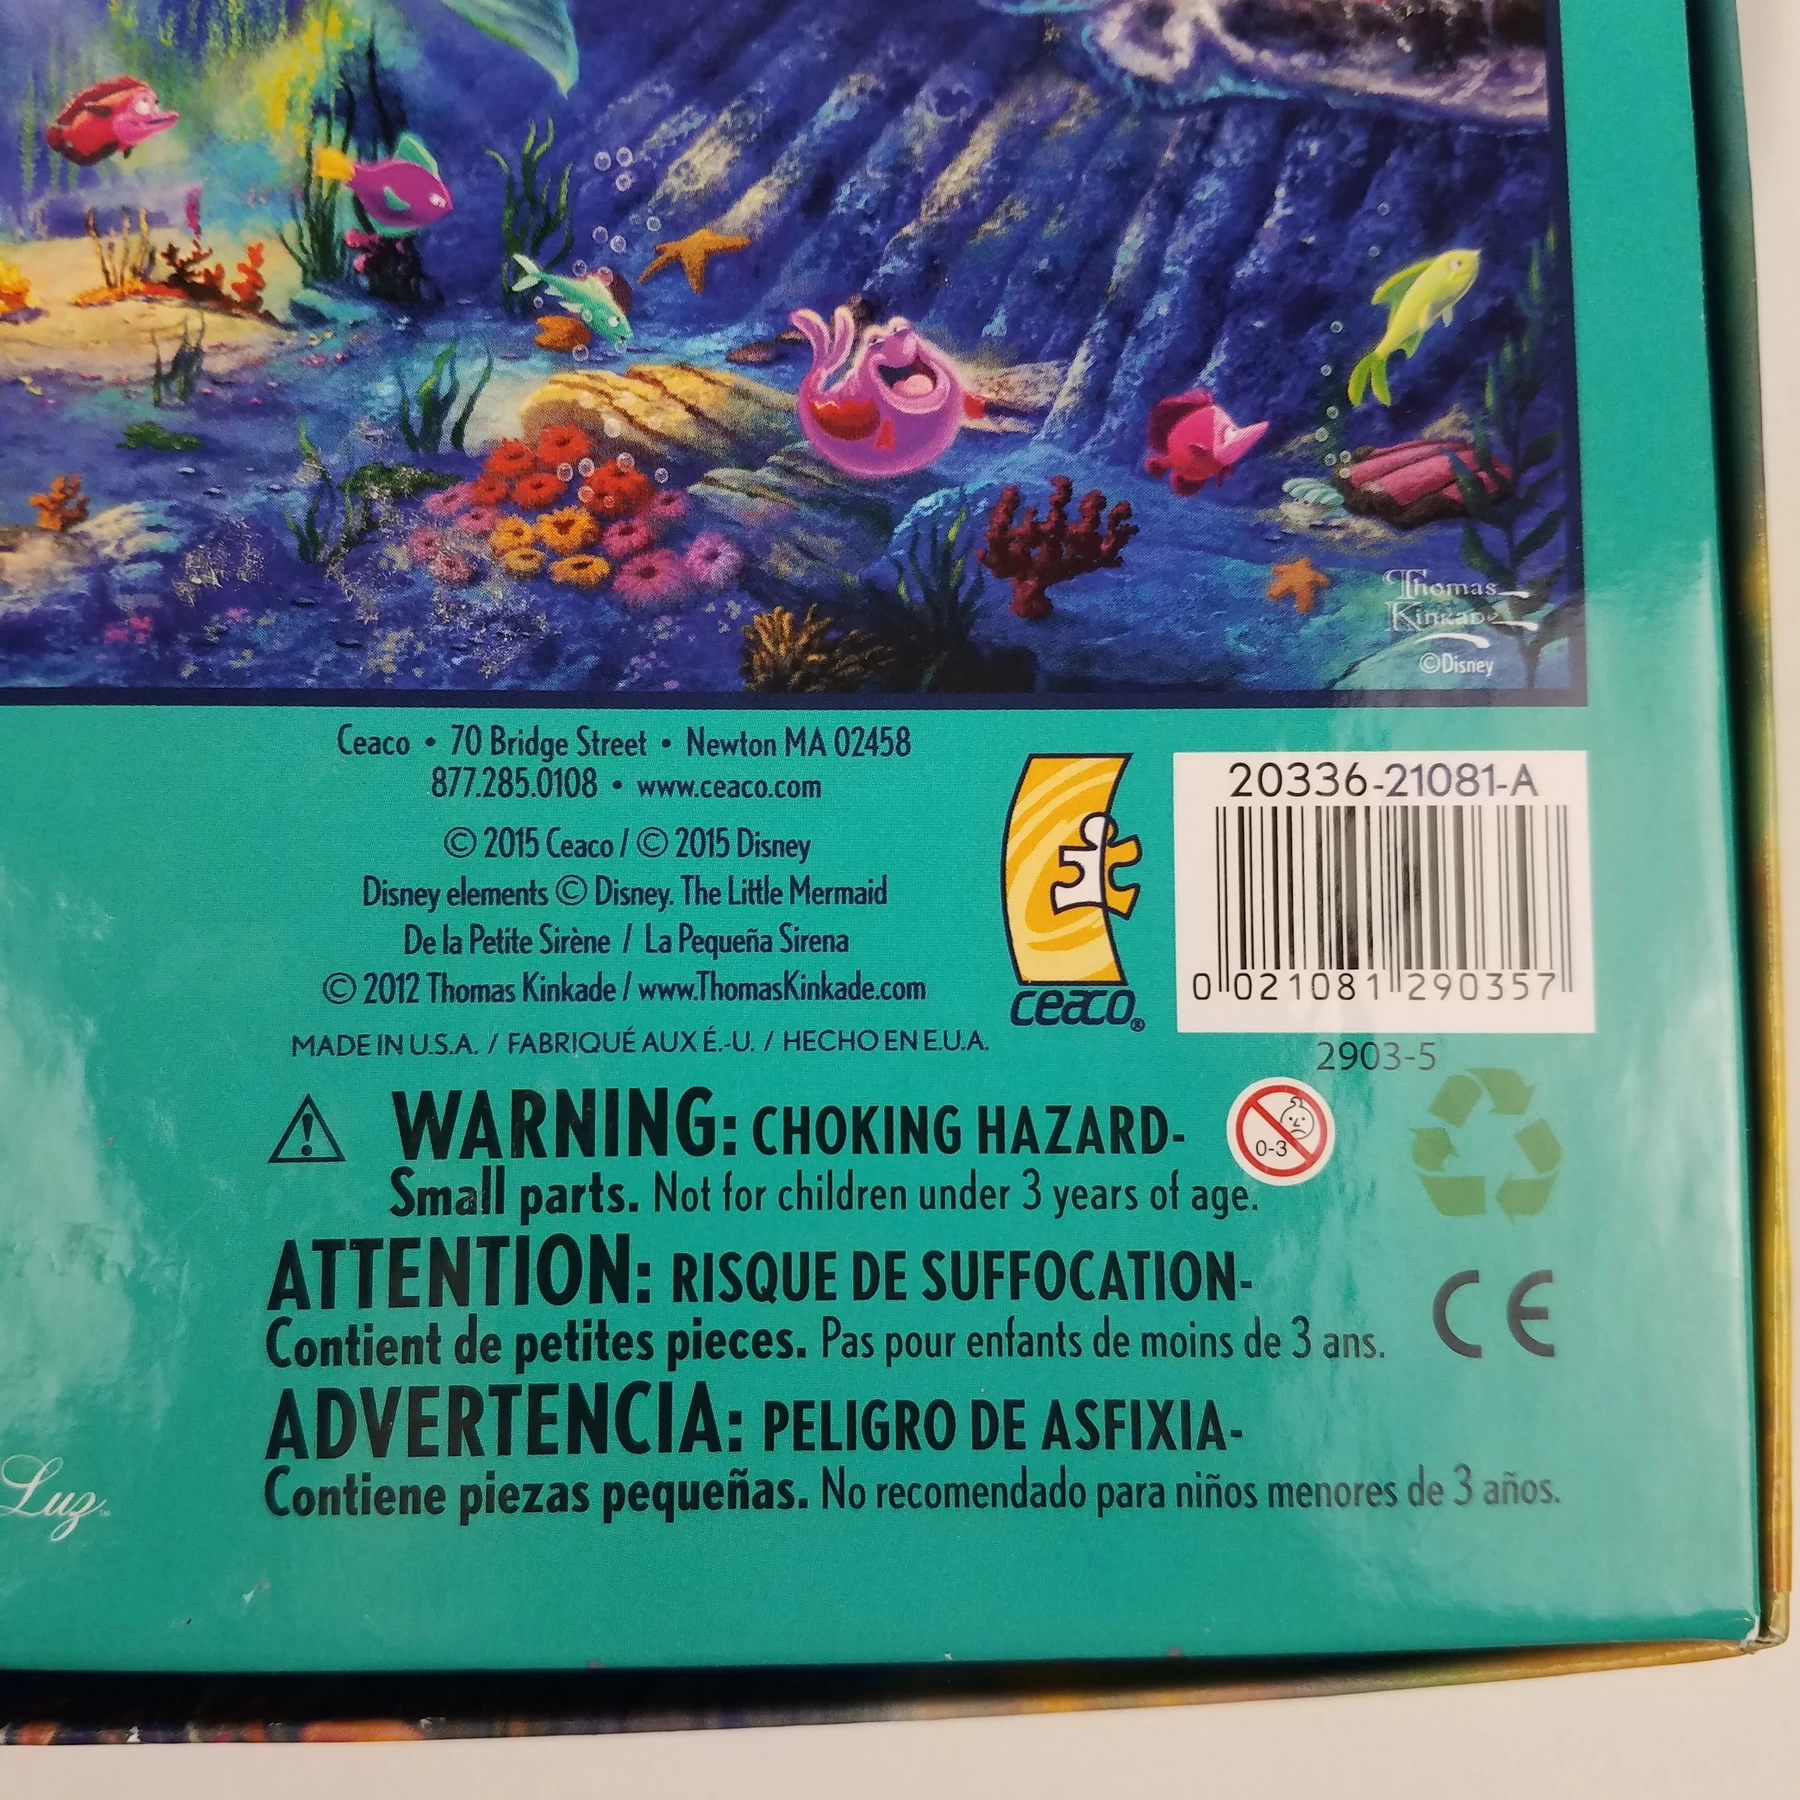 Thomas
Kinkade
©Disney
Ceaco • 70 Bridge Street • Newton MA 02458
877.285.0108 • www.ceaco.com
© 2015 Ceaco / © 2015 Disney
Disney elements © Disney. The Little Mermaid
De la Petite Sirène / La Pequeña Sirena
© 2012 Thomas Kinkade / www.ThomasKinkade.com
MADE IN U.S.A. / FABRIQUÉ AUX É.-U. / HECHO EN E.U.A.
ceaco®
20336-21081-A
0 021081 290357
2903-5
WARNING: CHOKING HAZARD-
Small parts. Not for children under 3 years of age.
0-3
ATTENTION: RISQUE DE SUFFOCATION-
Contient de petites pieces. Pas pour enfants de moins de 3 ans.
CE
ADVERTENCIA: PELIGRO DE ASFIXIA-
Contiene piezas pequeñas. No recomendado para niños menores de 3 años.
Luz™